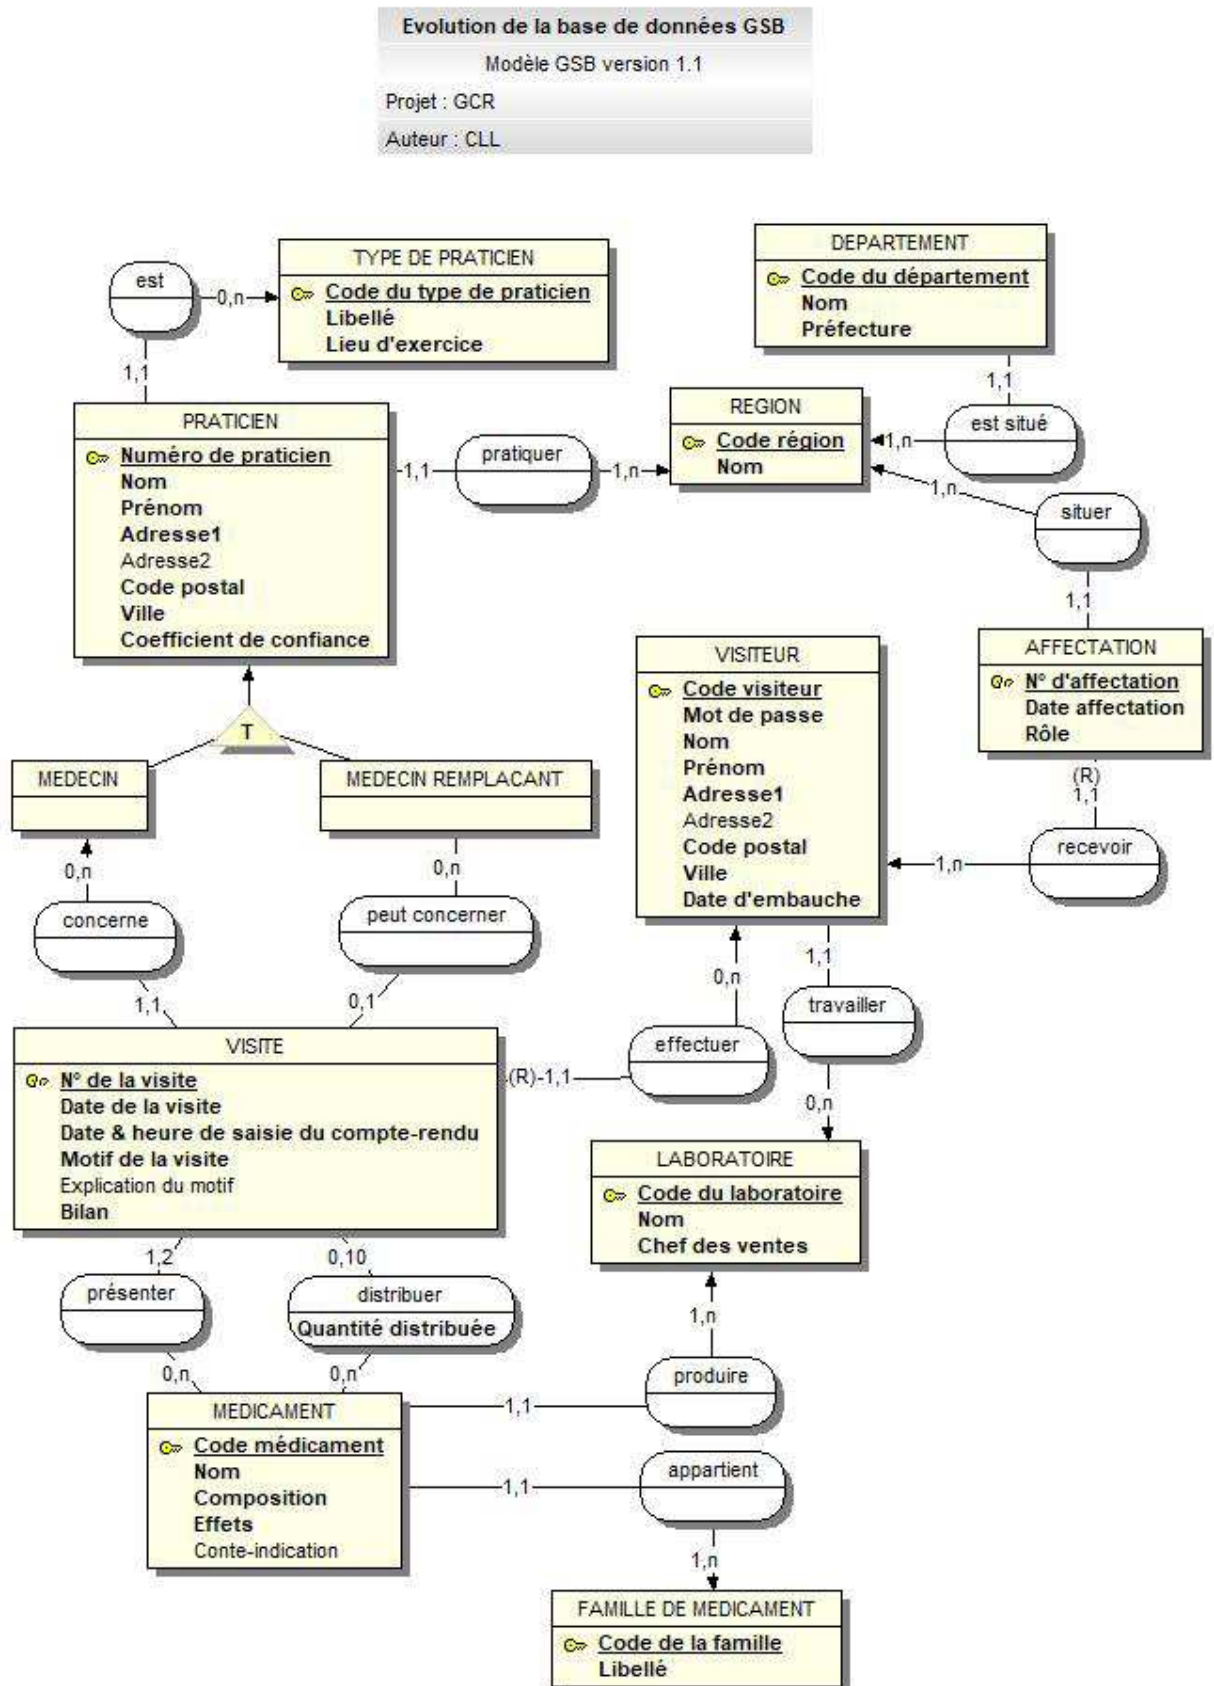 Evolution de la base de données GSB
Modèle GSB version 1.1
Projet : GCR
Auteur : CLL
est
0,n
1,1
TYPE DE PRATICIEN
Code du type de praticien
Libellé
Lieu d'exercice
DEPARTEMENT
Code du département
Nom
Préfecture
1,1
est situé
1,n
PRATICIEN
Numéro de praticien
Nom
Prénom
Adresse1
Adresse2
Code postal
Ville
Coefficient de confiance
1,1
pratiquer
1,n
REGION
Code région
Nom
1,n
situer
1,1
T
MEDECIN
MEDECIN REMPLACANT
VISITEUR
Code visiteur
Mot de passe
Nom
Prénom
Adresse1
Adresse2
Code postal
Ville
Date d'embauche
AFFECTATION
N° d'affectation
Date affectation
Rôle
(R)
1,1
recevoir
1,n
0,n
concerne
1,1
0,n
peut concerner
0,1
VISITE
N° de la visite
Date de la visite
Date & heure de saisie du compte-rendu
Motif de la visite
Explication du motif
Bilan
(R)-1,1
effectuer
0,n
1,1
travailler
0,n
LABORATOIRE
Code du laboratoire
Nom
Chef des ventes
1,2
présenter
0,n
0,10
distribuer
Quantité distribuée
0,n
1,n
produire
1,1
MEDICAMENT
Code médicament
Nom
Composition
Effets
Conte-indication
1,1
appartient
1,n
FAMILLE DE MEDICAMENT
Code de la famille
Libellé